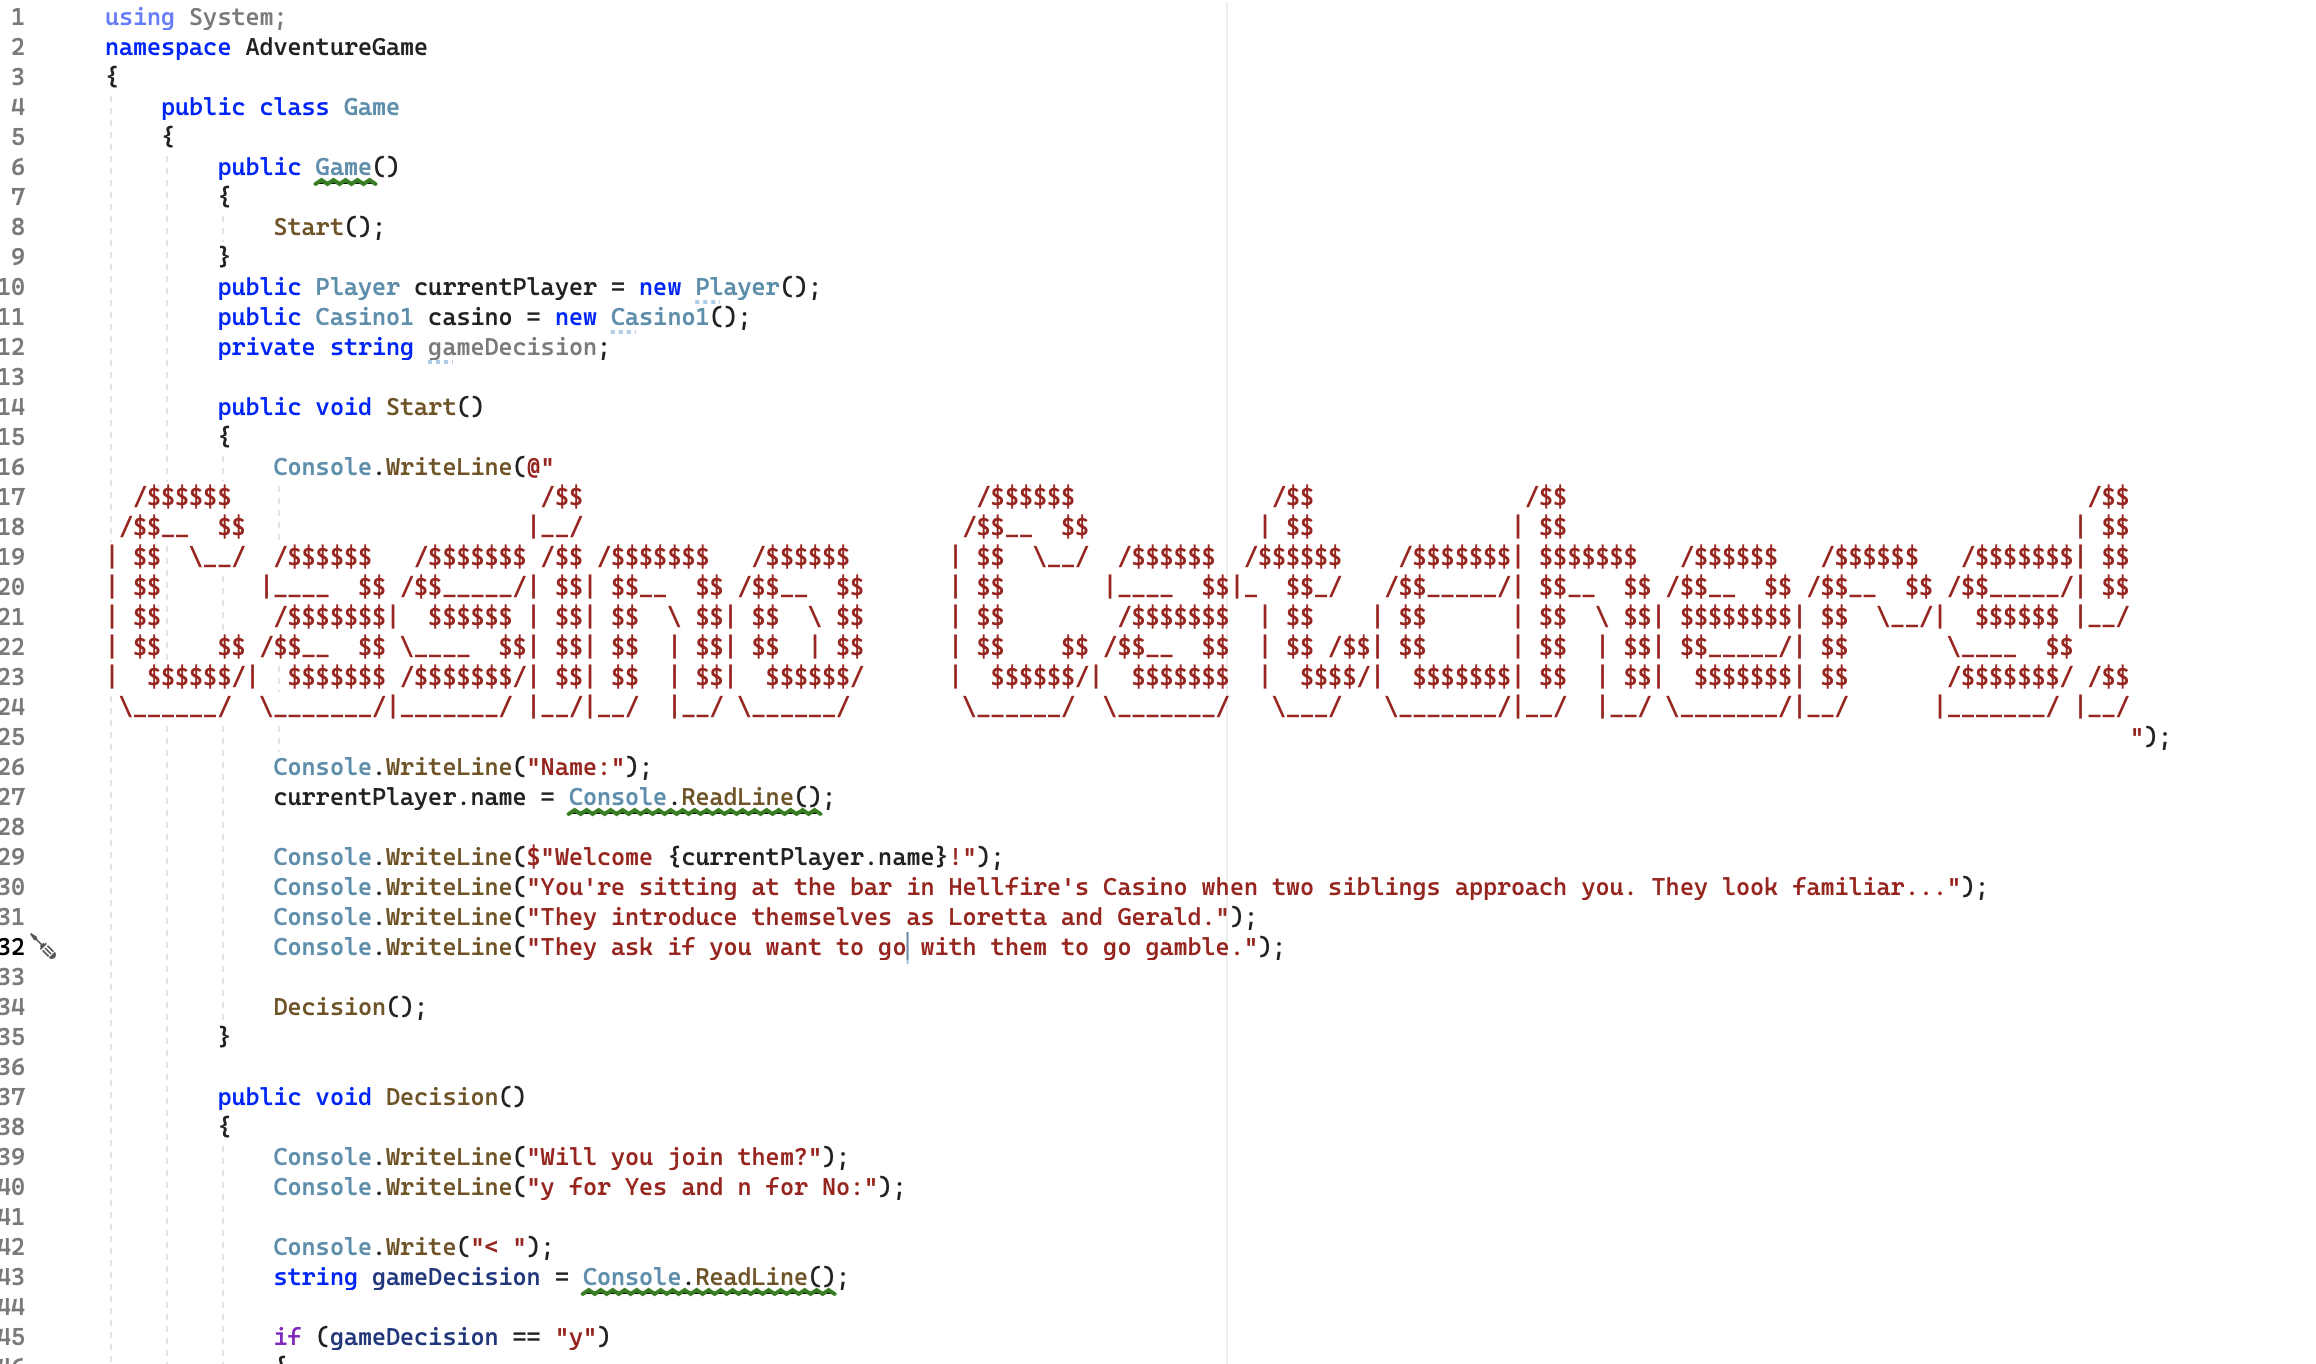 1 using System;
2 namespace AdventureGame
3 {
4     public class Game
5     {
6         public Game()
7         {
8             Start();
9         }
10         public Player currentPlayer = new Player();
11         public Casino1 casino = new Casino1();
12         private string gameDecision;
13
14         public void Start()
15         {
16             Console.WriteLine(@"
17   /$$$$$$                      /$$                            /$$$$$$              /$$               /$$                                     /$$
18  /$$__  $$                    |__/                           /$$__  $$            | $$              | $$                                    | $$
19 | $$  \__/  /$$$$$$   /$$$$$$$ /$$ /$$$$$$$   /$$$$$$       | $$  \__/  /$$$$$$  /$$$$$$    /$$$$$$$| $$$$$$$   /$$$$$$   /$$$$$$   /$$$$$$$| $$
20 | $$       |____  $$ /$$_____/| $$| $$__  $$ /$$__  $$      | $$       |____  $$|_  $$_/   /$$_____/| $$__  $$ /$$__  $$ /$$__  $$ /$$_____/| $$
21 | $$        /$$$$$$$|  $$$$$$ | $$| $$  \ $$| $$  \ $$      | $$        /$$$$$$$  | $$    | $$      | $$  \ $$| $$$$$$$$| $$  \__/|  $$$$$$ |__/
22 | $$    $$ /$$__  $$ \____  $$| $$| $$  | $$| $$  | $$      | $$    $$ /$$__  $$  | $$ /$$| $$      | $$  | $$| $$_____/| $$       \____  $$
23 |  $$$$$$/|  $$$$$$$ /$$$$$$$/| $$| $$  | $$|  $$$$$$/      |  $$$$$$/|  $$$$$$$  |  $$$$/|  $$$$$$$| $$  | $$|  $$$$$$$| $$       /$$$$$$$/ /$$
24  \______/  \_______/|_______/ |__/|__/  |__/ \______/        \______/  \_______/   \___/   \_______/|__/  |__/ \_______/|__/      |_______/ |__/
25                                                                                                                                                 ");
26             Console.WriteLine("Name:");
27             currentPlayer.name = Console.ReadLine();
28
29             Console.WriteLine($"Welcome {currentPlayer.name}!");
30             Console.WriteLine("You're sitting at the bar in Hellfire's Casino when two siblings approach you. They look familiar...");
31             Console.WriteLine("They introduce themselves as Loretta and Gerald.");
32             Console.WriteLine("They ask if you want to go with them to go gamble.");
33
34             Decision();
35         }
36
37         public void Decision()
38         {
39             Console.WriteLine("Will you join them?");
40             Console.WriteLine("y for Yes and n for No:");
41
42             Console.Write("< ");
43             string gameDecision = Console.ReadLine();
44
45             if (gameDecision == "y")